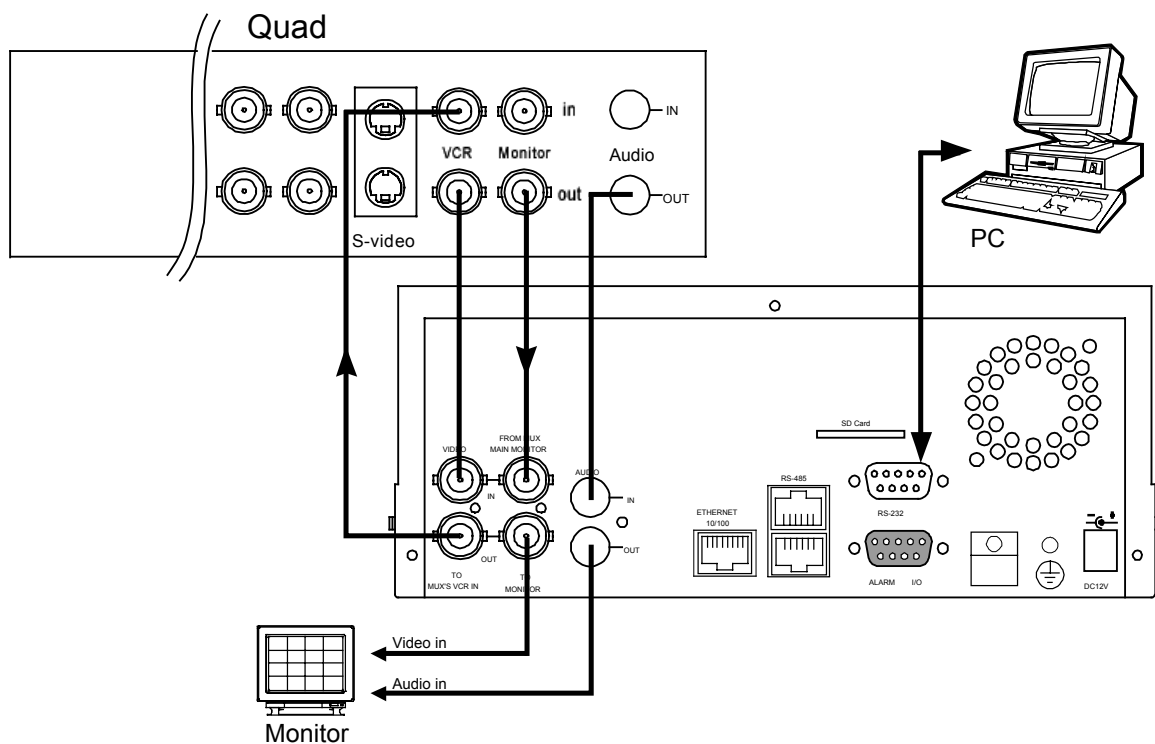 Quad
in
IN
VCR
Monitor
Audio
out
OUT
S-video
PC
SD Card
VIDEO
FROM MUX
MAIN MONITOR
AUDIO
IN
IN
RS-485
RS-232
ETHERNET
10/100
OUT
OUT
TO
MUX'S VCR IN
TO
MONITOR
ALARM I/O
DC12V
Video in
Audio in
Monitor